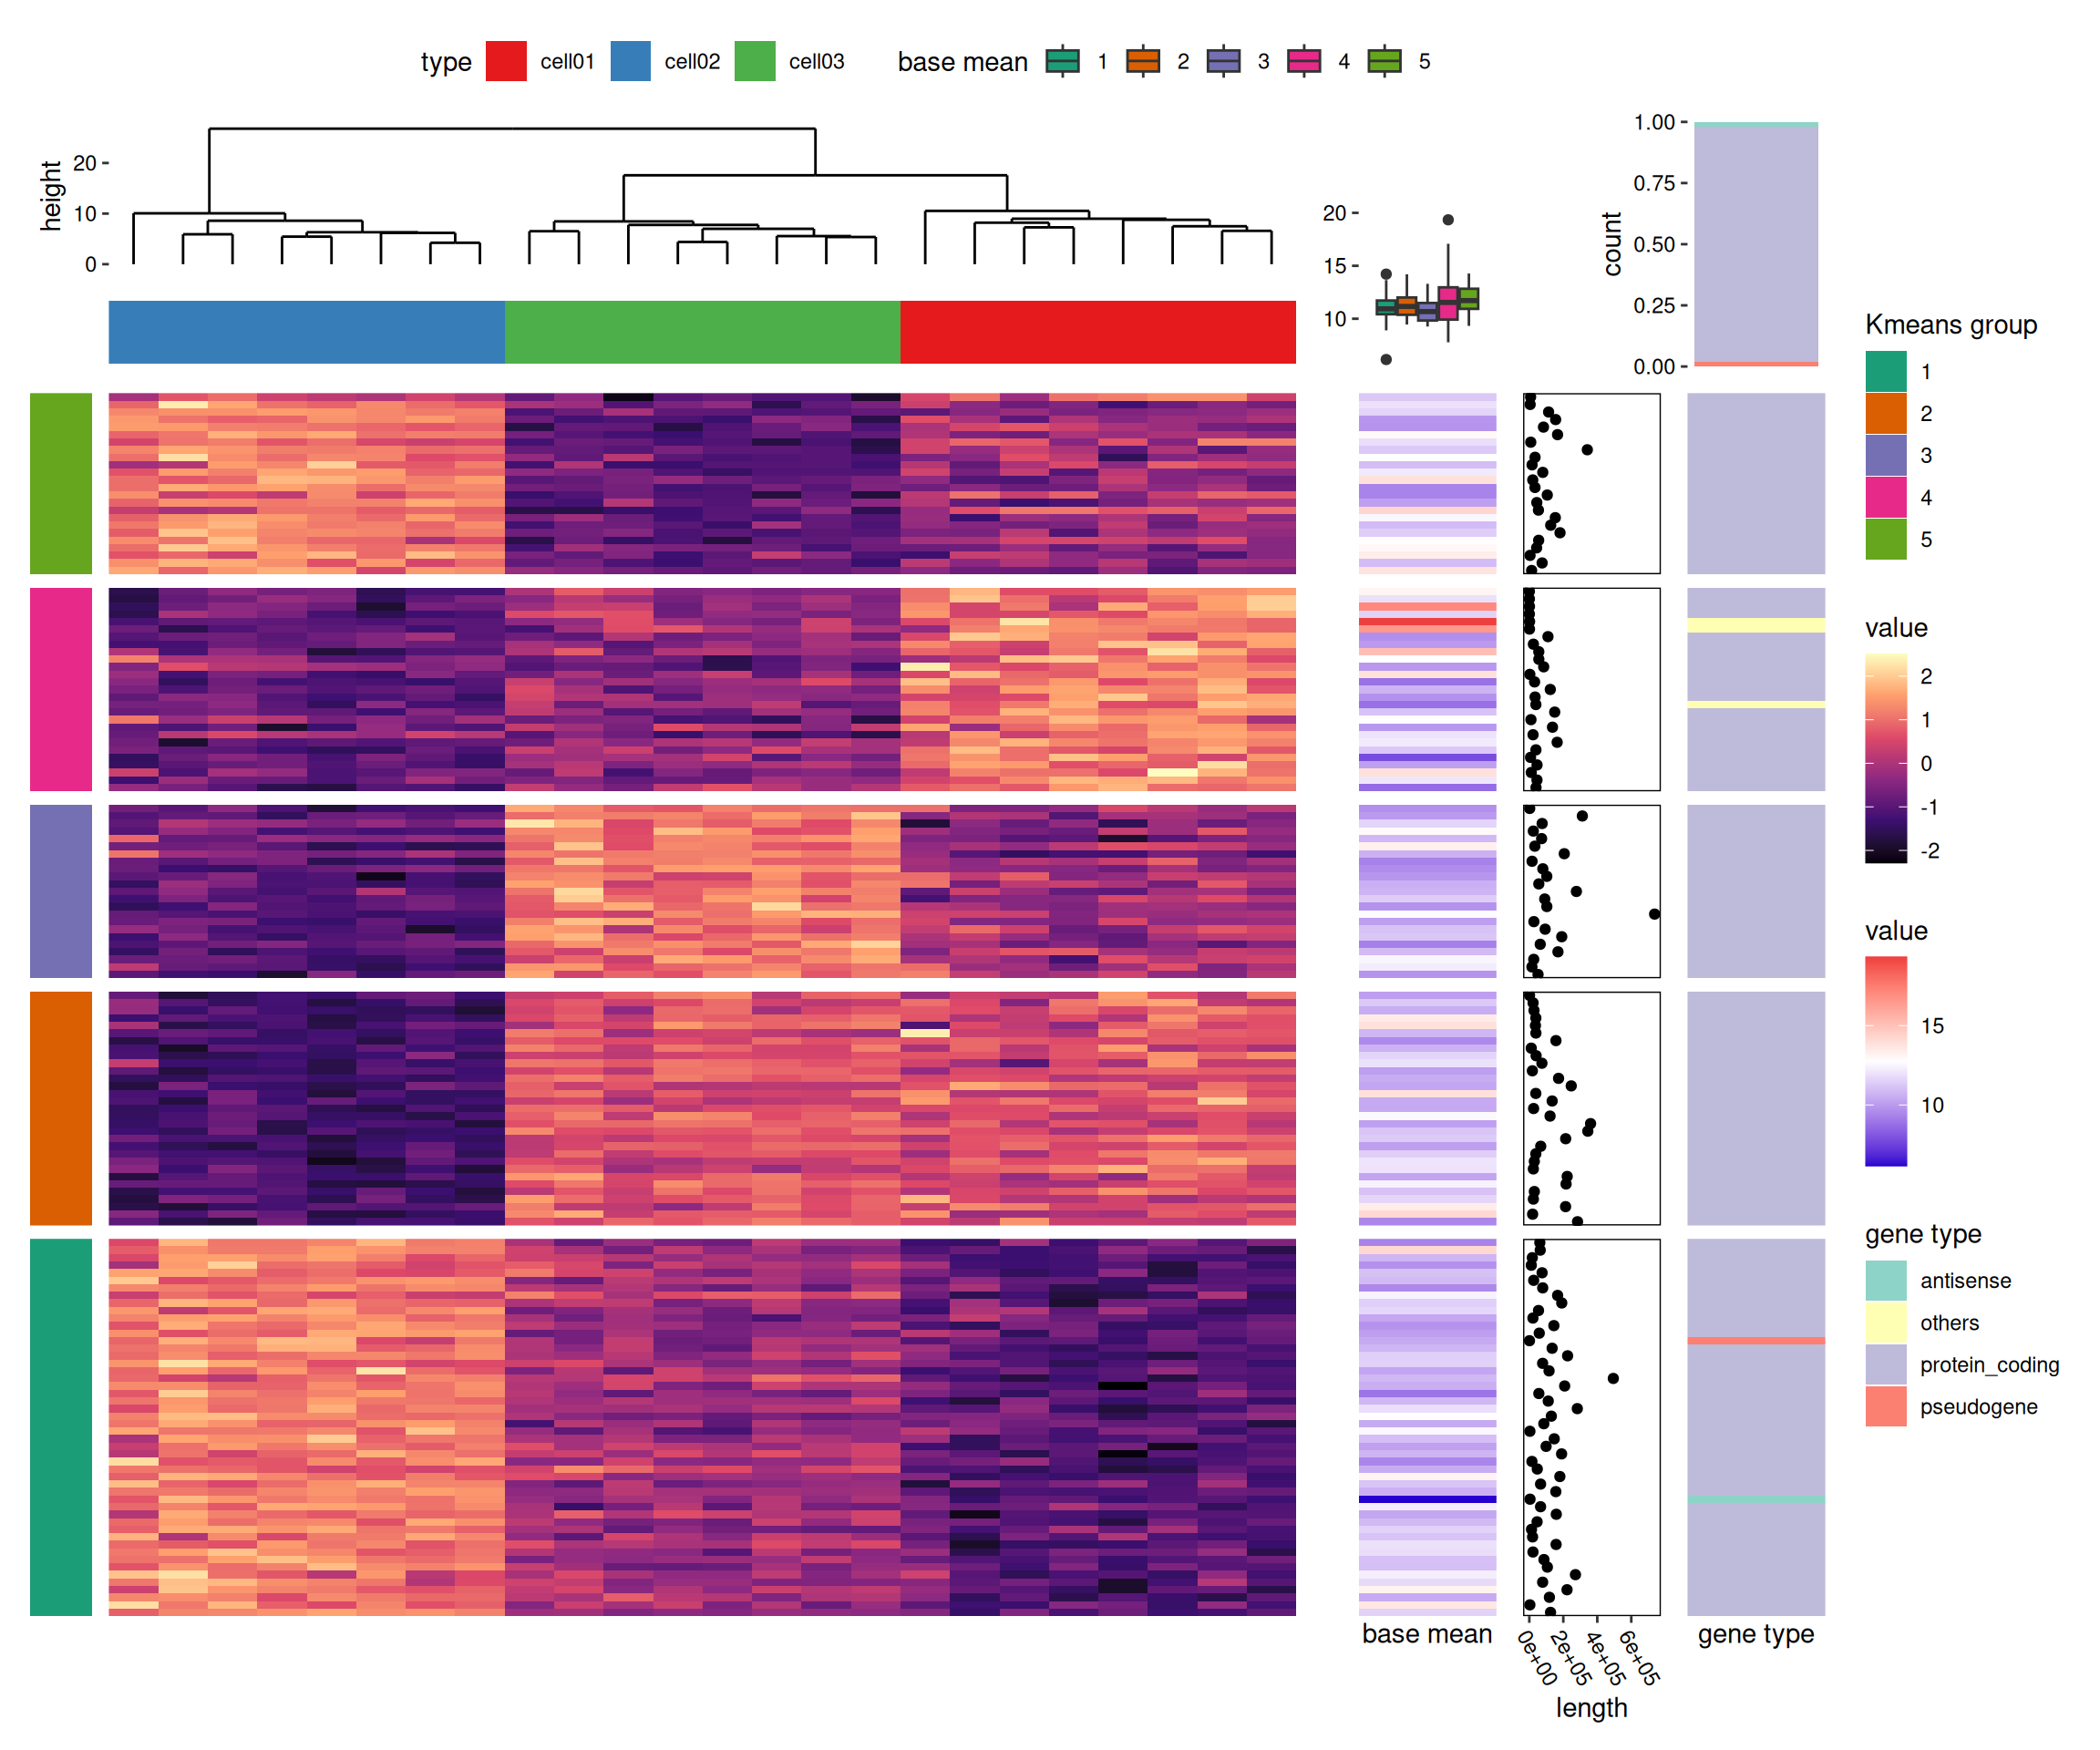 type cell01 cell02 cell03 base mean 1 2 3 4 5
height
20
10
0
20
15
10
count
1.00
0.75
0.50
0.25
0.00
Kmeans group
1
2
3
4
5
value
2
1
0
-1
-2
value
15
10
gene type
antisense
others
protein_coding
pseudogene
base mean
0e+00 2e+05 4e+05 6e+05
length
gene type